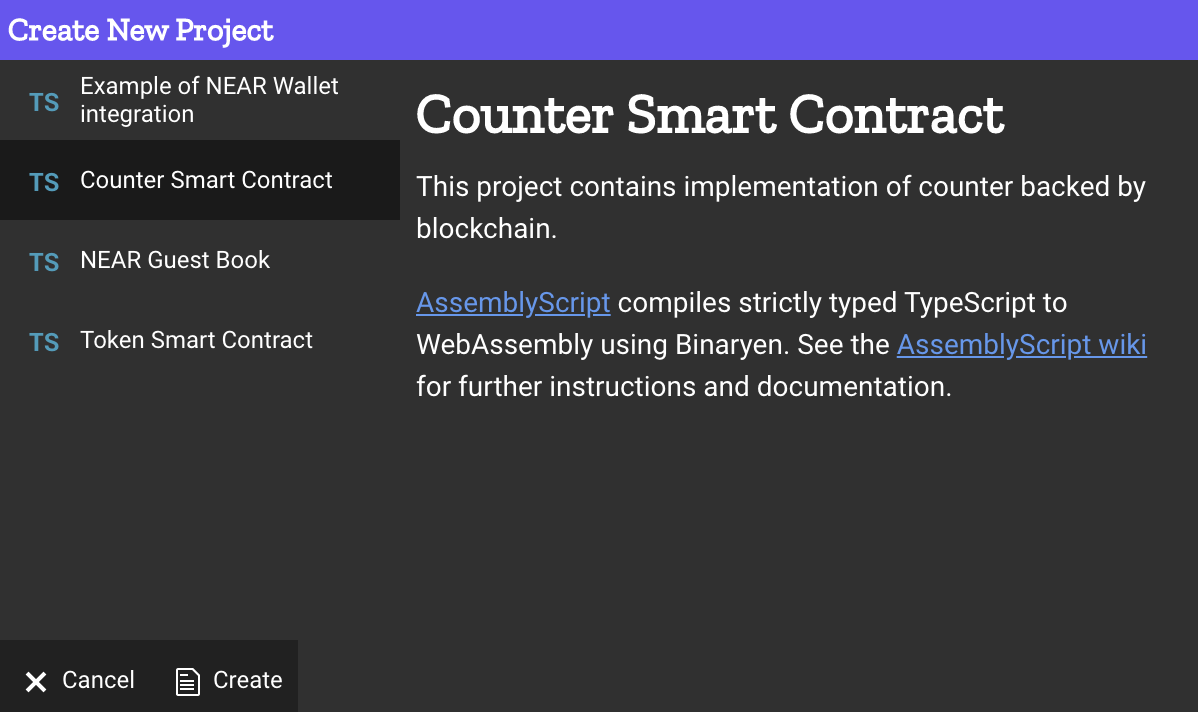 Create New Project
TS Example of NEAR Wallet
integration
TS Counter Smart Contract
TS NEAR Guest Book
TS Token Smart Contract
Counter Smart Contract
This project contains implementation of counter backed by
blockchain.
AssemblyScript compiles strictly typed TypeScript to
WebAssembly using Binaryen. See the AssemblyScript wiki
for further instructions and documentation.
Cancel Create